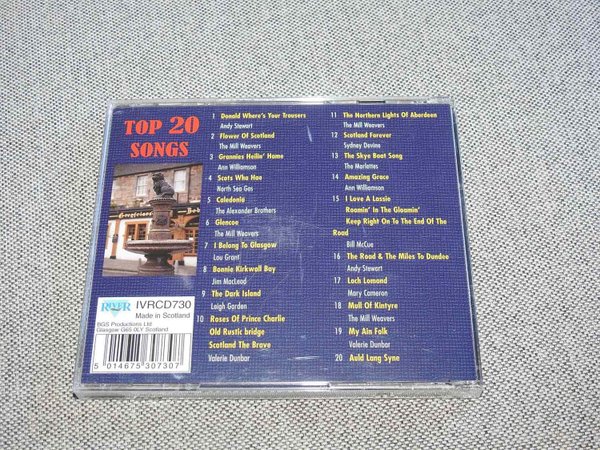 TOP 20
SONGS
1 Donald Where's Your Trousers
Andy Stewart
2 Flower Of Scotland
The Mill Weavers
3 Grannies Heilin' Home
Ann Williamson
4 Scots Wha Hae
North Sea Gas
5 Caledonia
The Alexander Brothers
6 Glencoe
The Mill Weavers
7 I Belong To Glasgow
Lou Grant
8 Bonnie Kirkwall Bay
Jim MacLeod
9 The Dark Island
Leigh Garden
10 Roses Of Prince Charlie
Old Rustic bridge
Scotland The Brave
Valerie Dunbar
11 The Northern Lights Of Aberdeen
The Mill Weavers
12 Scotland Forever
Sydney Devine
13 The Skye Boat Song
The Marlettes
14 Amazing Grace
Ann Williamson
15 I Love A Lassie
Roamin' In The Gloamin'
Keep Right On To The End Of The
Road
Bill McCue
16 The Road & The Miles To Dundee
Andy Stewart
17 Loch Lomand
Mary Cameron
18 Mull Of Kintyre
The Mill Weavers
19 My Ain Folk
Valerie Dunbar
20 Auld Lang Syne
RIVER
IVRCD730
Made in Scotland
BGS Productions Ltd
Glasgow G65 0LY Scotland
5 014675 307307